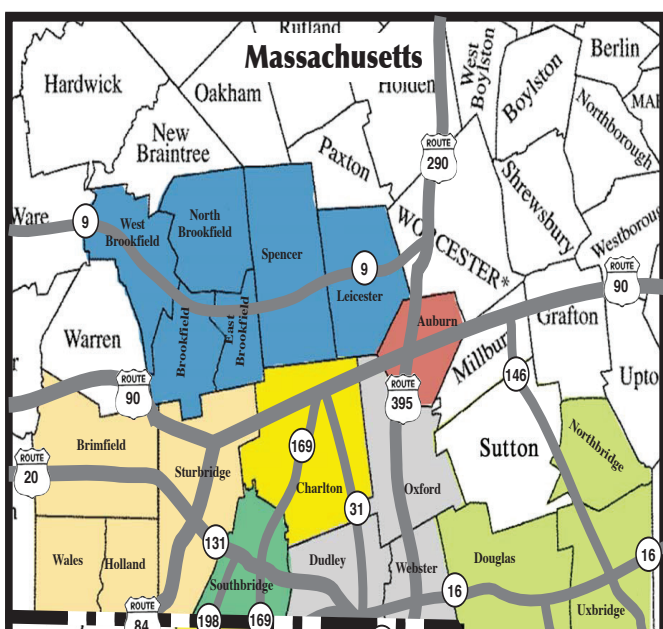 Rutland
Massachusetts
Berlin
West
Boylston
Hardwick
Oakham
Holden
Boylston
Northborough
New
Braintree
Paxton
ROUTE
290
Shrewsbury
Ware
9
West
Brookfield
North
Brookfield
Spencer
WORCESTER*
9
Leicester
ROUTE
90
Brookfield
East
Brookfield
Auburn
Warren
Grafton
ROUTE
90
ROUTE
395
146
Brimfield
169
Sutton
Northbridge
ROUTE
20
Sturbridge
Charlton
Oxford
31
131
Wales
Holland
Southbridge
Dudley
Webster
Douglas
16
16
Uxbridge
ROUTE
84
198
169